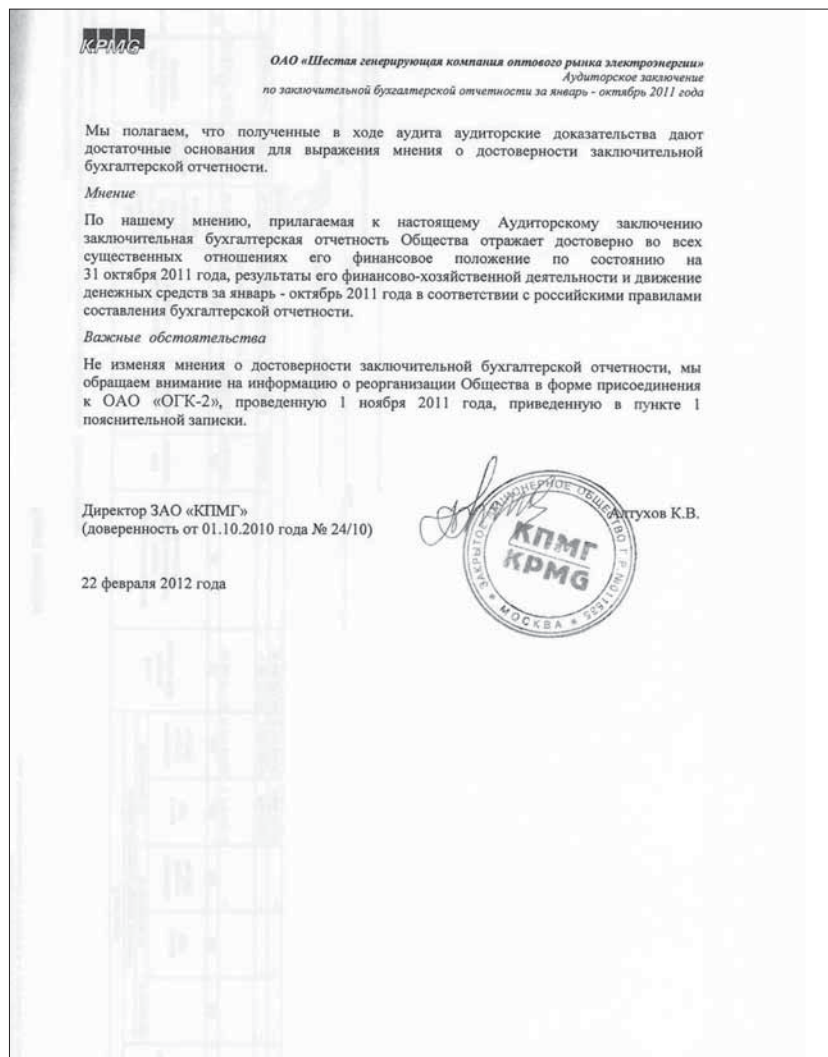 KPMG
ОАО «Шестая генерирующая компания оптового рынка электроэнергии»
Аудиторское заключение
по заключительной бухгалтерской отчетности за январь - октябрь 2011 года
Мы полагаем, что полученные в ходе аудита аудиторские доказательства дают
достаточные основания для выражения мнения о достоверности заключительной
бухгалтерской отчетности.
Мнение
По нашему мнению, прилагаемая к настоящему Аудиторскому заключению
заключительная бухгалтерская отчетность Общества отражает достоверно во всех
существенных отношениях его финансовое положение по состоянию на
31 октября 2011 года, результаты его финансово-хозяйственной деятельности и движение
денежных средств за январь - октябрь 2011 года в соответствии с российскими правилами
составления бухгалтерской отчетности.
Важные обстоятельства
Не изменяя мнения о достоверности заключительной бухгалтерской отчетности, мы
обращаем внимание на информацию о реорганизации Общества в форме присоединения
к ОАО «ОГК-2», проведенную 1 ноября 2011 года, приведенную в пункте 1
пояснительной записки.
Директор ЗАО «КПМГ»
(доверенность от 01.10.2010 года № 24/10)
Алтухов К.В.
ЗАКРЫТОЕ АКЦИОНЕРНОЕ ОБЩЕСТВО Г.Р.№011.585
КПМГ
KPMG
* МОСКВА *
22 февраля 2012 года